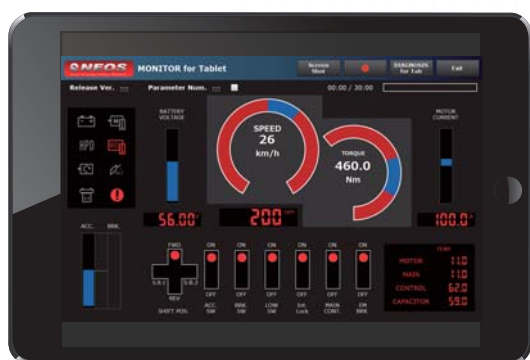 NEOS MONITOR for Tablet
Screen Shot
DIAGNOSIS for Tab
Exit
Release Ver.
Parameter Num.
00:00 / 30:00
BATTERY VOLTAGE
SPEED
26
km/h
TORQUE
460.0
Nm
MOTOR CURRENT
56.00
200
100.0
ACC. BRK.
FWD
S.B.1 S.B.2
REV
SHIFT POS.
ON ON ON ON ON ON
OFF OFF OFF OFF OFF OFF
ACC. SW
BRK. SW
LOW SW
Int. Lock
MAIN CONT.
EM BRK
TEMP
MOTOR 11.0
MAIN 11.0
CONTROL 62.0
CAPACITOR 59.0